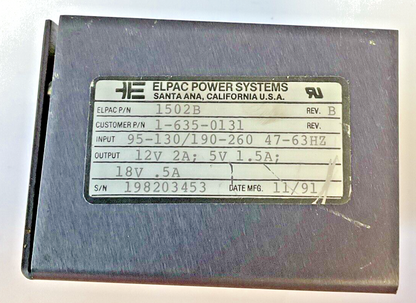 ELPAC POWER SYSTEMS
SANTA ANA, CALIFORNIA U.S.A.
ELPAC P/N 1502B REV. B
CUSTOMER P/N 1-635-0131 REV.
INPUT 95-130/190-260 47-63HZ
OUTPUT 12V 2A; 5V 1.5A;
18V .5A
S/N 198203453 DATE MFG. 11/91